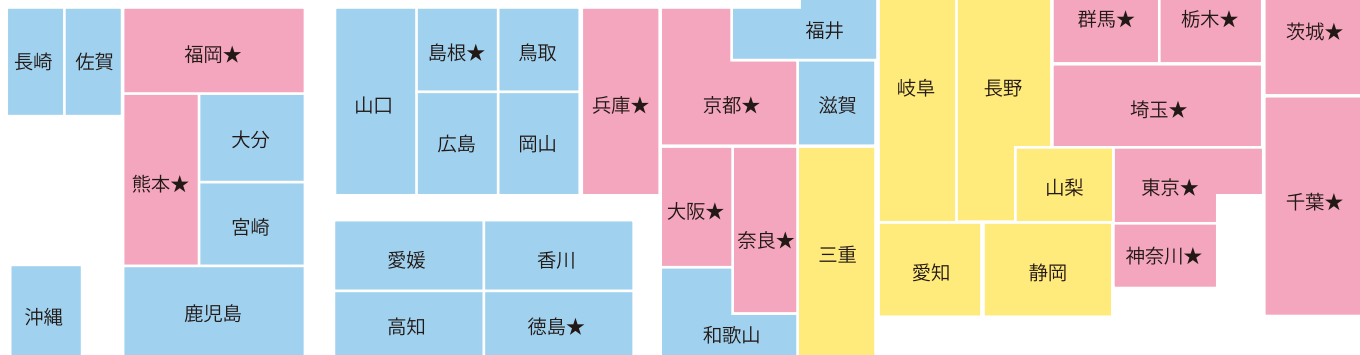 長崎
佐賀
福岡★
熊本★
大分
宮崎
鹿児島
沖縄
山口
島根★
鳥取
広島
岡山
兵庫★
京都★
福井
滋賀
大阪★
奈良★
和歌山
三重
愛媛
香川
高知
徳島★
岐阜
長野
山梨
愛知
静岡
群馬★
栃木★
茨城★
埼玉★
東京★
神奈川★
千葉★